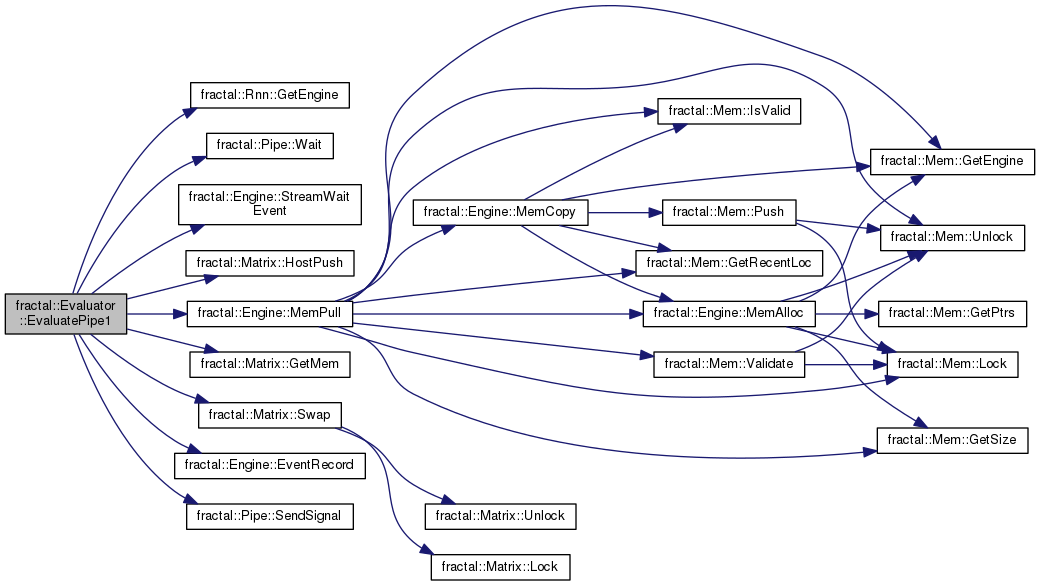 fractal::Evaluator
::EvaluatePipe1
fractal::Rnn::GetEngine
fractal::Pipe::Wait
fractal::Engine::StreamWait
Event
fractal::Matrix::HostPush
fractal::Engine::MemPull
fractal::Matrix::GetMem
fractal::Matrix::Swap
fractal::Engine::EventRecord
fractal::Pipe::SendSignal
fractal::Engine::MemCopy
fractal::Matrix::Unlock
fractal::Matrix::Lock
fractal::Mem::IsValid
fractal::Mem::Push
fractal::Mem::GetRecentLoc
fractal::Engine::MemAlloc
fractal::Mem::Validate
fractal::Mem::GetEngine
fractal::Mem::Unlock
fractal::Mem::GetPtrs
fractal::Mem::Lock
fractal::Mem::GetSize